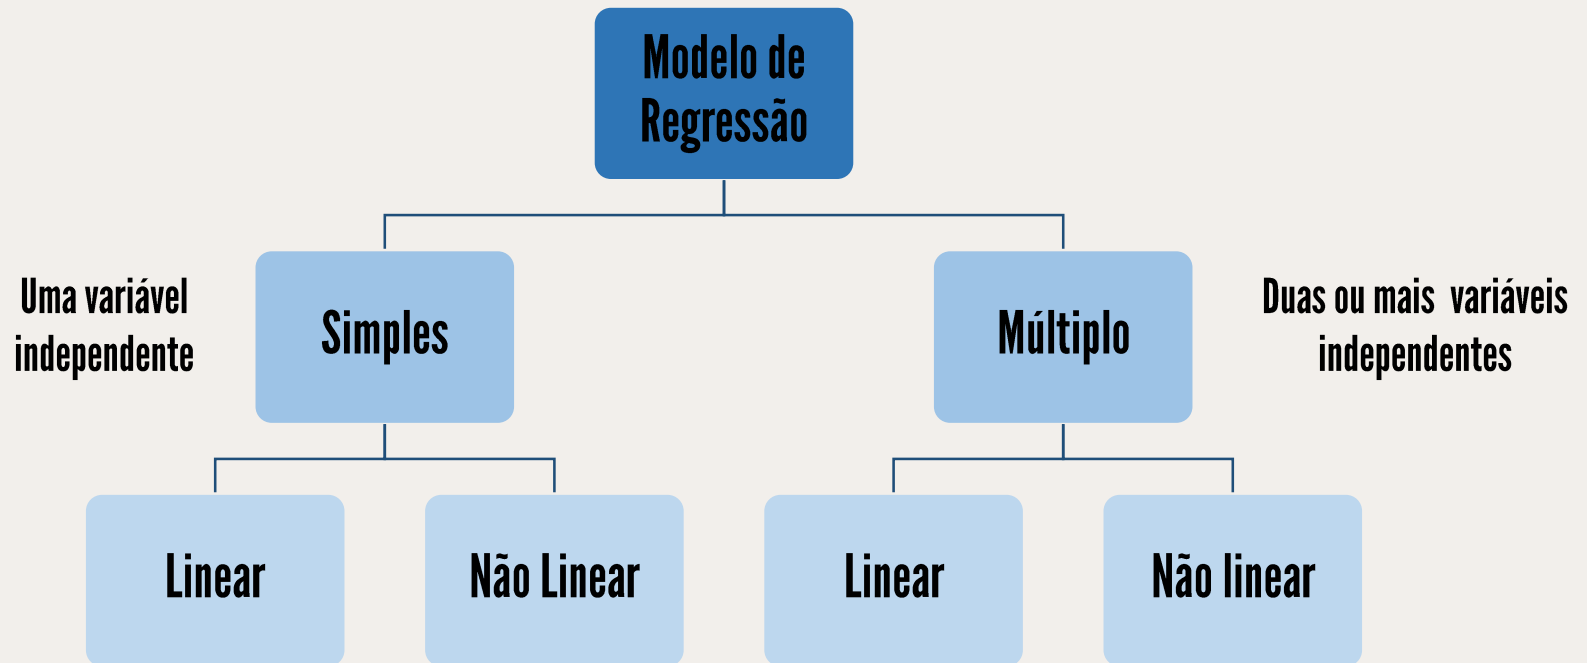 Modelo de
Regressão
Uma variável
independente
Simples
Múltiplo
Duas ou mais variáveis
independentes
Linear
Não Linear
Linear
Não linear